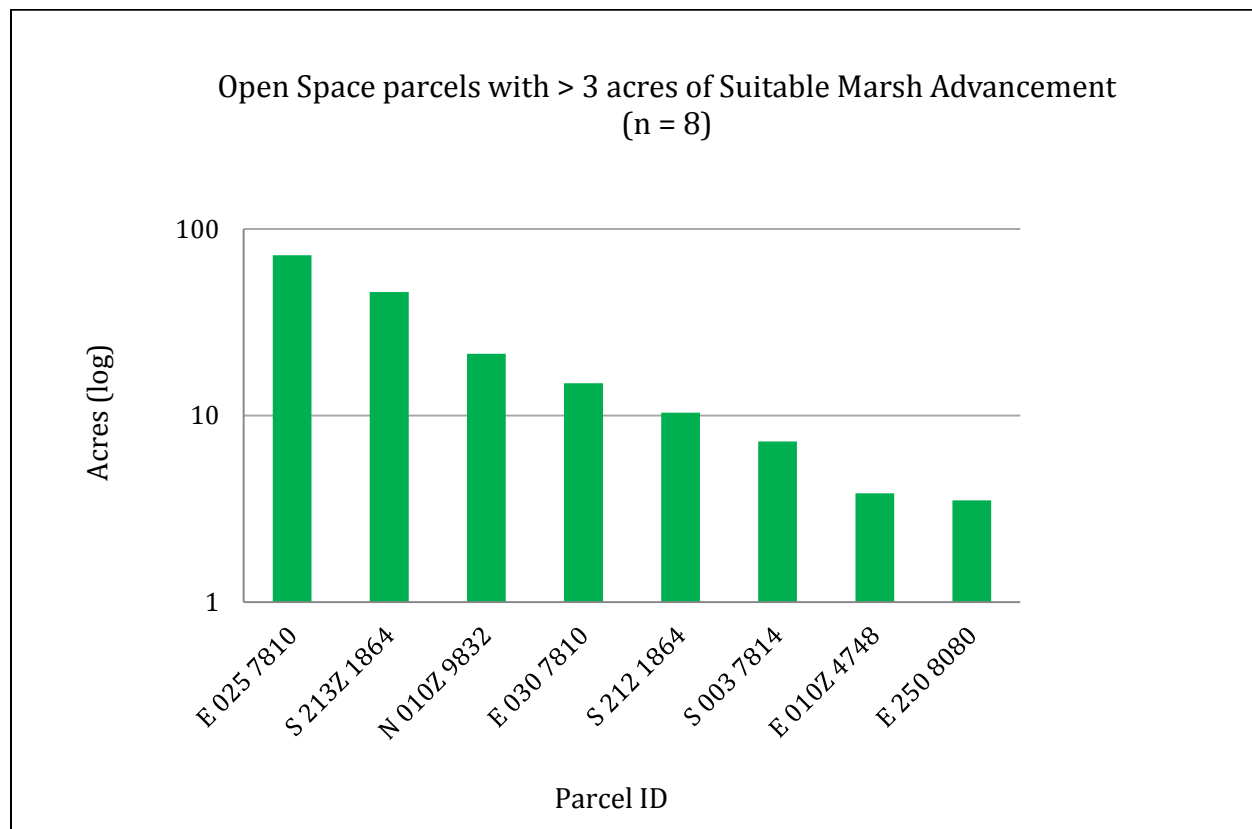 Open Space parcels with > 3 acres of Suitable Marsh Advancement
(n = 8)
100
10
1
Acres (log)
E 025 7810
S 213Z 1864
N 010Z 9832
E 030 7810
S 212 1864
S 003 7814
E 010Z 4748
E 250 8080
Parcel ID